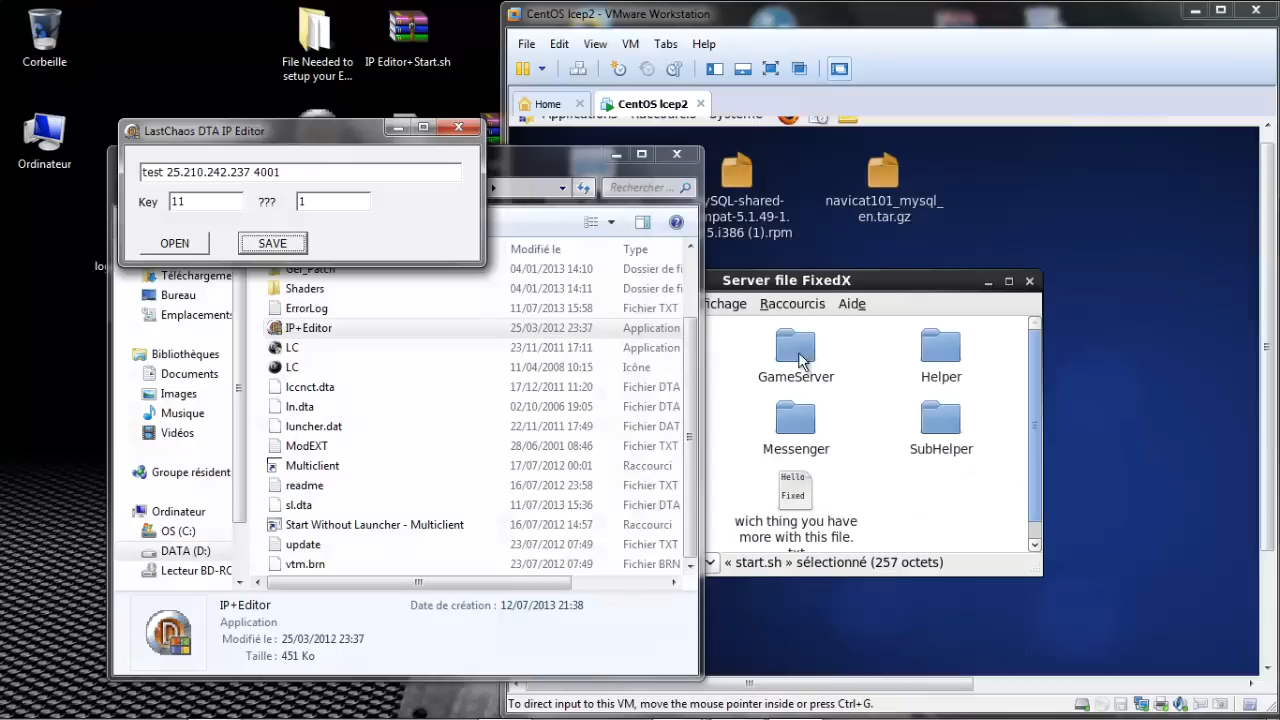 Corbeille
File Needed to
setup your E...
IP Editor+Start.sh
Ordinateur
LastChaos DTA IP Editor
test 25.210.242.237 4001
Key
11
???
1
OPEN
SAVE
Rechercher ...
Modifié le
Type
Ger_Patch
04/01/2013 14:10
Dossier de fi
Shaders
04/01/2013 14:11
Dossier de fi
ErrorLog
11/07/2013 15:58
Fichier TXT
IP+Editor
25/03/2012 23:37
Application
LC
23/11/2011 17:11
Application
LC
11/04/2008 10:15
Icône
lccnct.dta
17/12/2011 11:20
Fichier DTA
ln.dta
02/10/2006 19:05
Fichier DTA
luncher.dat
22/11/2011 17:49
Fichier DAT
ModEXT
28/06/2001 08:46
Fichier TXT
Multiclient
17/07/2012 00:01
Raccourci
readme
16/07/2012 23:58
Fichier TXT
sl.dta
11/07/2013 15:36
Fichier DTA
Start Without Launcher - Multiclient
16/07/2012 14:57
Raccourci
update
23/07/2012 07:49
Fichier TXT
vtm.brn
23/07/2012 07:49
Fichier BRN
Téléchargeme
Bureau
Emplacements
Bibliothèques
Documents
Images
Musique
Vidéos
Groupe résident
Ordinateur
OS (C:)
DATA (D:)
Lecteur BD-RC
IP+Editor
Date de création : 12/07/2013 21:38
Application
Modifié le : 25/03/2012 23:37
Taille : 451 Ko
CentOS lcep2 - VMware Workstation
File
Edit
View
VM
Tabs
Help
Home
CentOS lcep2
Applications
Raccourcis
Système
ySQL-shared-
mpat-5.1.49-1.
5.i386 (1).rpm
navicat101_mysql_
en.tar.gz
Server file FixedX
fichage
Raccourcis
Aide
GameServer
Helper
Messenger
SubHelper
Hello
Fixed
wich thing you have
more with this file.
txt
« start.sh » sélectionné (257 octets)
To direct input to this VM, move the mouse pointer inside or press Ctrl+G.